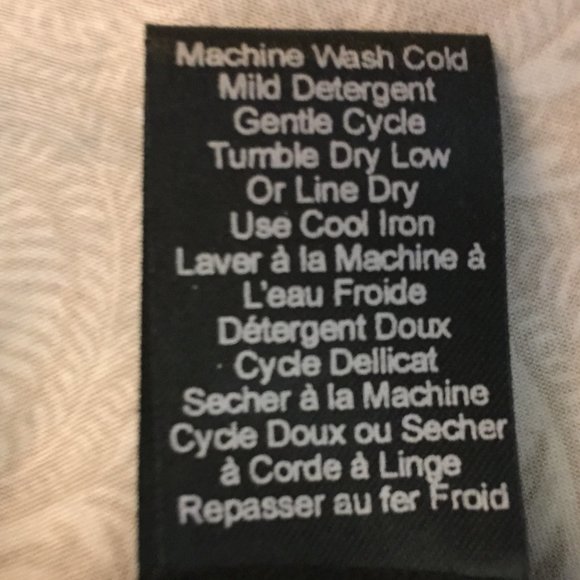 Machine Wash Cold
Mild Detergent
Gentle Cycle
Tumble Dry Low
Or Line Dry
Use Cool Iron
Laver à la Machine à
L'eau Froide
Détergent Doux
Cycle Dellicat
Secher à la Machine
Cycle Doux ou Secher
à Corde à Linge
Repasser au fer Froid